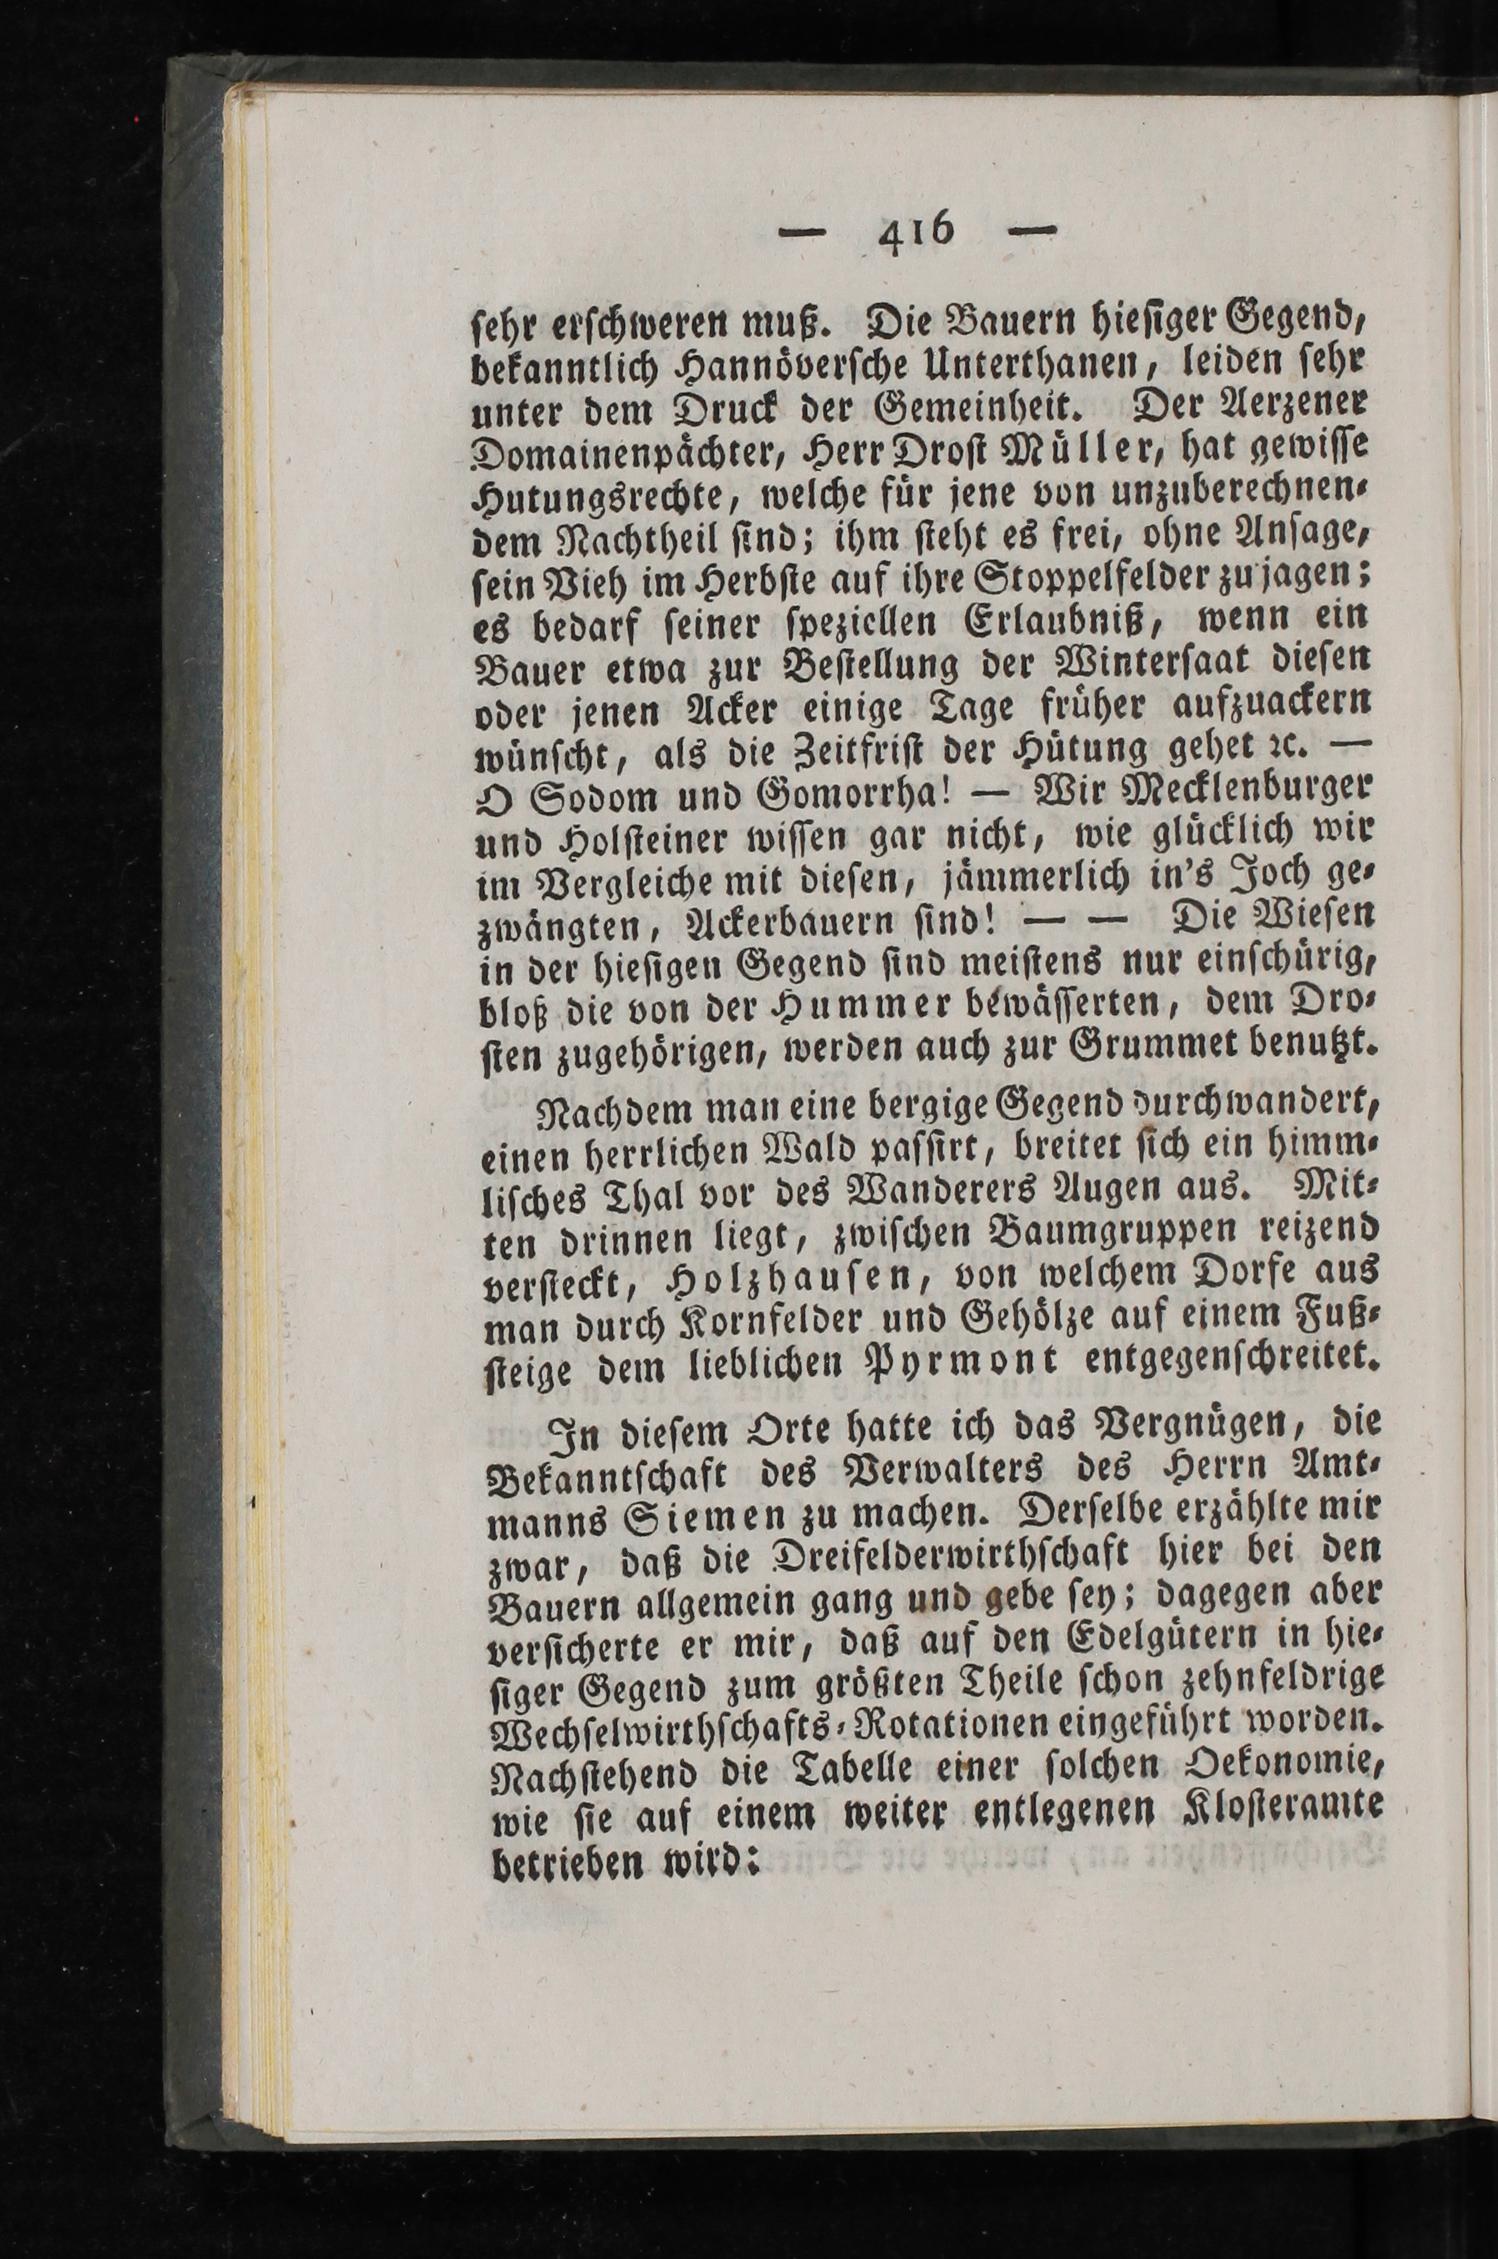 — 416 —
sehr erschweren muß. Die Bauern hiesiger Gegend,
bekanntlich Hannöversche Unterthanen, leiden sehr
unter dem Druck der Gemeinheit. Der Aerzener
Domainenpächter, Herr Drost Müller, hat gewisse
Hutungsrechte, welche für jene von unzuberechnen-
dem Nachtheil sind; ihm steht es frei, ohne Ansage,
sein Vieh im Herbste auf ihre Stoppelfelder zu jagen;
es bedarf seiner speziellen Erlaubniß, wenn ein
Bauer etwa zur Bestellung der Wintersaat diesen
oder jenen Acker einige Tage früher aufzuackern
wünscht, als die Zeitfrist der Hütung gehet ꝛc. —
O Sodom und Gomorrha! — Wir Mecklenburger
und Holsteiner wissen gar nicht, wie glücklich wir
im Vergleiche mit diesen, jämmerlich in's Joch ge-
zwängten, Ackerbauern sind! — — Die Wiesen
in der hiesigen Gegend sind meistens nur einschürig,
bloß die von der Hummer bewässerten, dem Dro-
sten zugehörigen, werden auch zur Grummet benutzt.
Nachdem man eine bergige Gegend durchwandert,
einen herrlichen Wald passirt, breitet sich ein himm-
lisches Thal vor des Wanderers Augen aus. Mit-
ten drinnen liegt, zwischen Baumgruppen reizend
versteckt, Holzhausen, von welchem Dorfe aus
man durch Kornfelder und Gehölze auf einem Fuß-
steige dem lieblichen Pyrmont entgegenschreitet.
In diesem Orte hatte ich das Vergnügen, die
Bekanntschaft des Verwalters des Herrn Amt-
manns Siemen zu machen. Derselbe erzählte mir
zwar, daß die Dreifelderwirthschaft hier bei den
Bauern allgemein gang und gebe sey; dagegen aber
versicherte er mir, daß auf den Edelgütern in hie-
siger Gegend zum größten Theile schon zehnfeldrige
Wechselwirthschafts-Rotationen eingeführt worden.
Nachstehend die Tabelle einer solchen Oekonomie,
wie sie auf einem weiter entlegenen Klosteramte
betrieben wird: